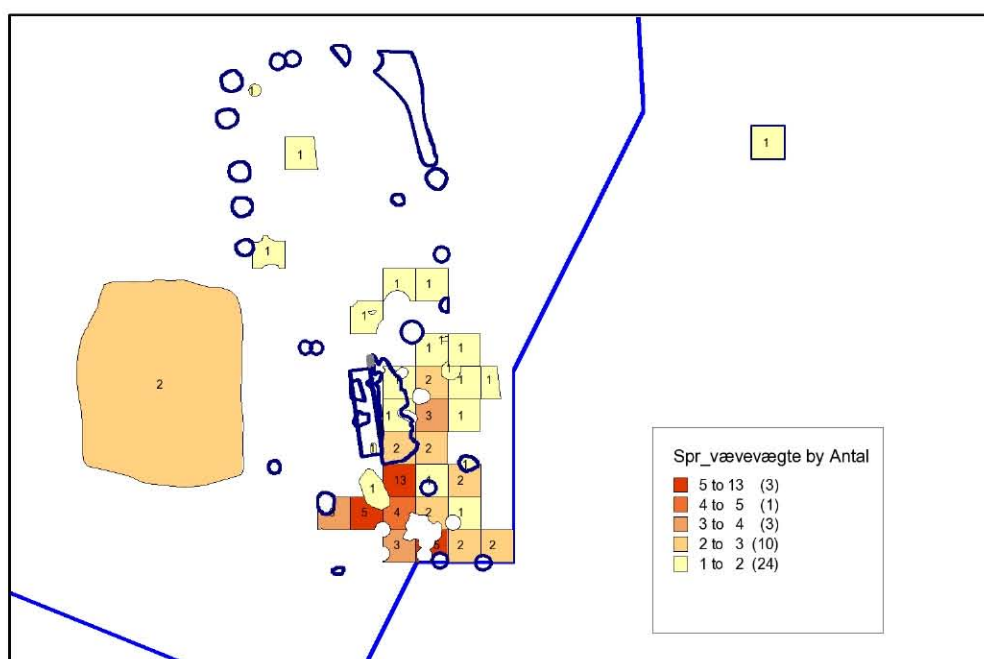 1
1
1
1
1 1
1
2
1 1
1 2 1 1
1 3 1
1 2 2
1
1 13 2
5 4 2 1
3 5 2 2
Spr_vævevægte by Antal
5 to 13 (3)
4 to 5 (1)
3 to 4 (3)
2 to 3 (10)
1 to 2 (24)